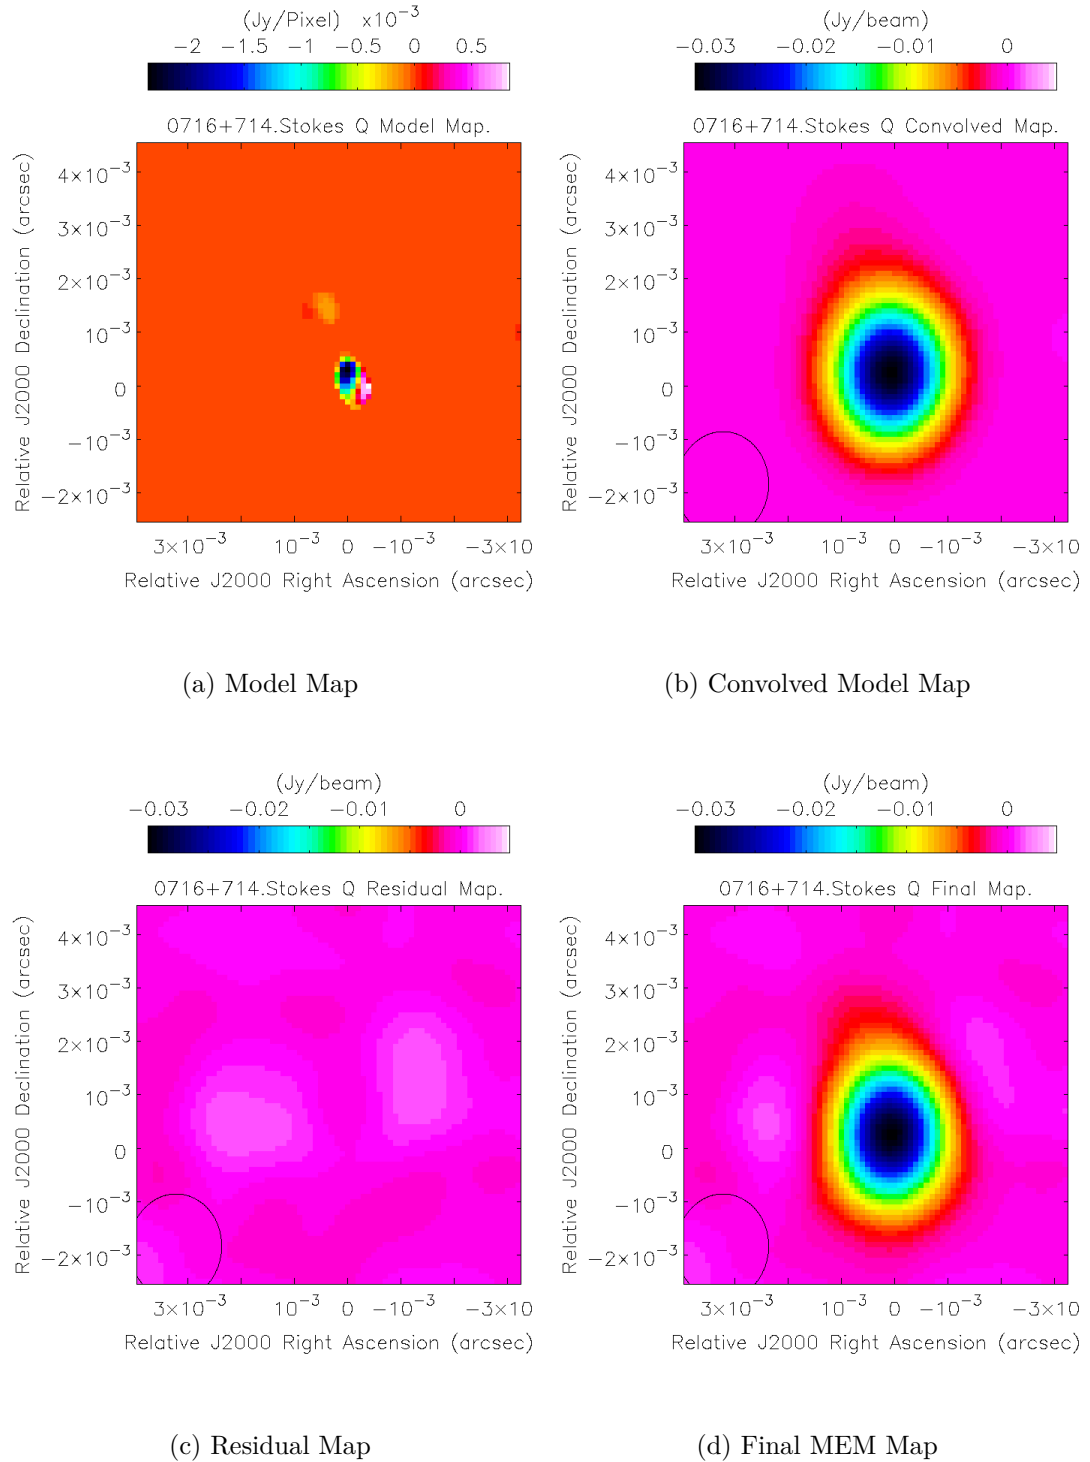 (Jy/Pixel) ×10⁻³
−2 −1.5 −1 −0.5 0 0.5
0716+714.Stokes Q Model Map.
Relative J2000 Declination (arcsec)
4×10⁻³
3×10⁻³
2×10⁻³
10⁻³
0
−10⁻³
−2×10⁻³
3×10⁻³ 10⁻³ 0 −10⁻³ −3×10
Relative J2000 Right Ascension (arcsec)
(a) Model Map
(Jy/beam)
−0.03 −0.02 −0.01 0
0716+714.Stokes Q Convolved Map.
Relative J2000 Declination (arcsec)
4×10⁻³
3×10⁻³
2×10⁻³
10⁻³
0
−10⁻³
−2×10⁻³
3×10⁻³ 10⁻³ 0 −10⁻³ −3×10
Relative J2000 Right Ascension (arcsec)
(b) Convolved Model Map
(Jy/beam)
−0.03 −0.02 −0.01 0
0716+714.Stokes Q Residual Map.
Relative J2000 Declination (arcsec)
4×10⁻³
3×10⁻³
2×10⁻³
10⁻³
0
−10⁻³
−2×10⁻³
3×10⁻³ 10⁻³ 0 −10⁻³ −3×10
Relative J2000 Right Ascension (arcsec)
(c) Residual Map
(Jy/beam)
−0.03 −0.02 −0.01 0
0716+714.Stokes Q Final Map.
Relative J2000 Declination (arcsec)
4×10⁻³
3×10⁻³
2×10⁻³
10⁻³
0
−10⁻³
−2×10⁻³
3×10⁻³ 10⁻³ 0 −10⁻³ −3×10
Relative J2000 Right Ascension (arcsec)
(d) Final MEM Map